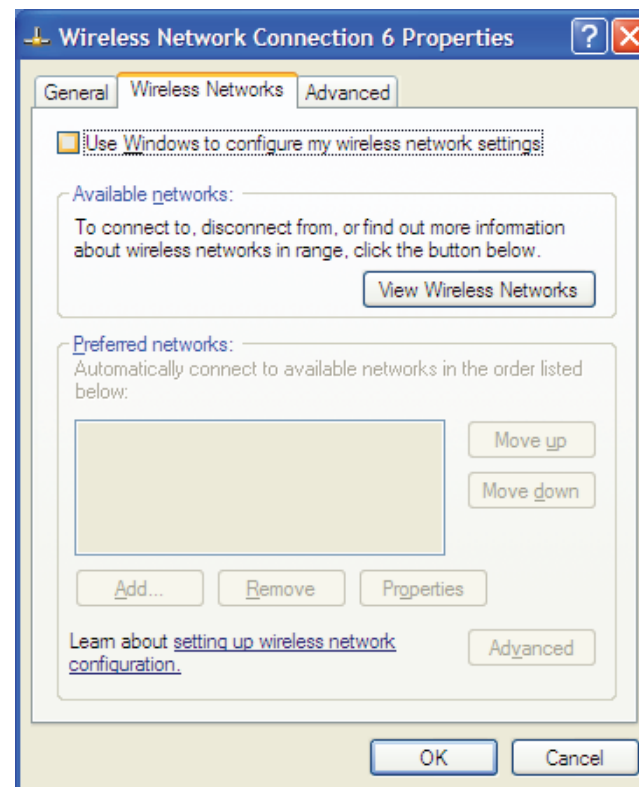 Wireless Network Connection 6 Properties
General Wireless Networks Advanced
Use Windows to configure my wireless network settings
Available networks:
To connect to, disconnect from, or find out more information
about wireless networks in range, click the button below.
View Wireless Networks
Preferred networks:
Automatically connect to available networks in the order listed
below:
Move up
Move down
Add... Remove Properties
Learn about setting up wireless network
configuration.
Advanced
OK Cancel